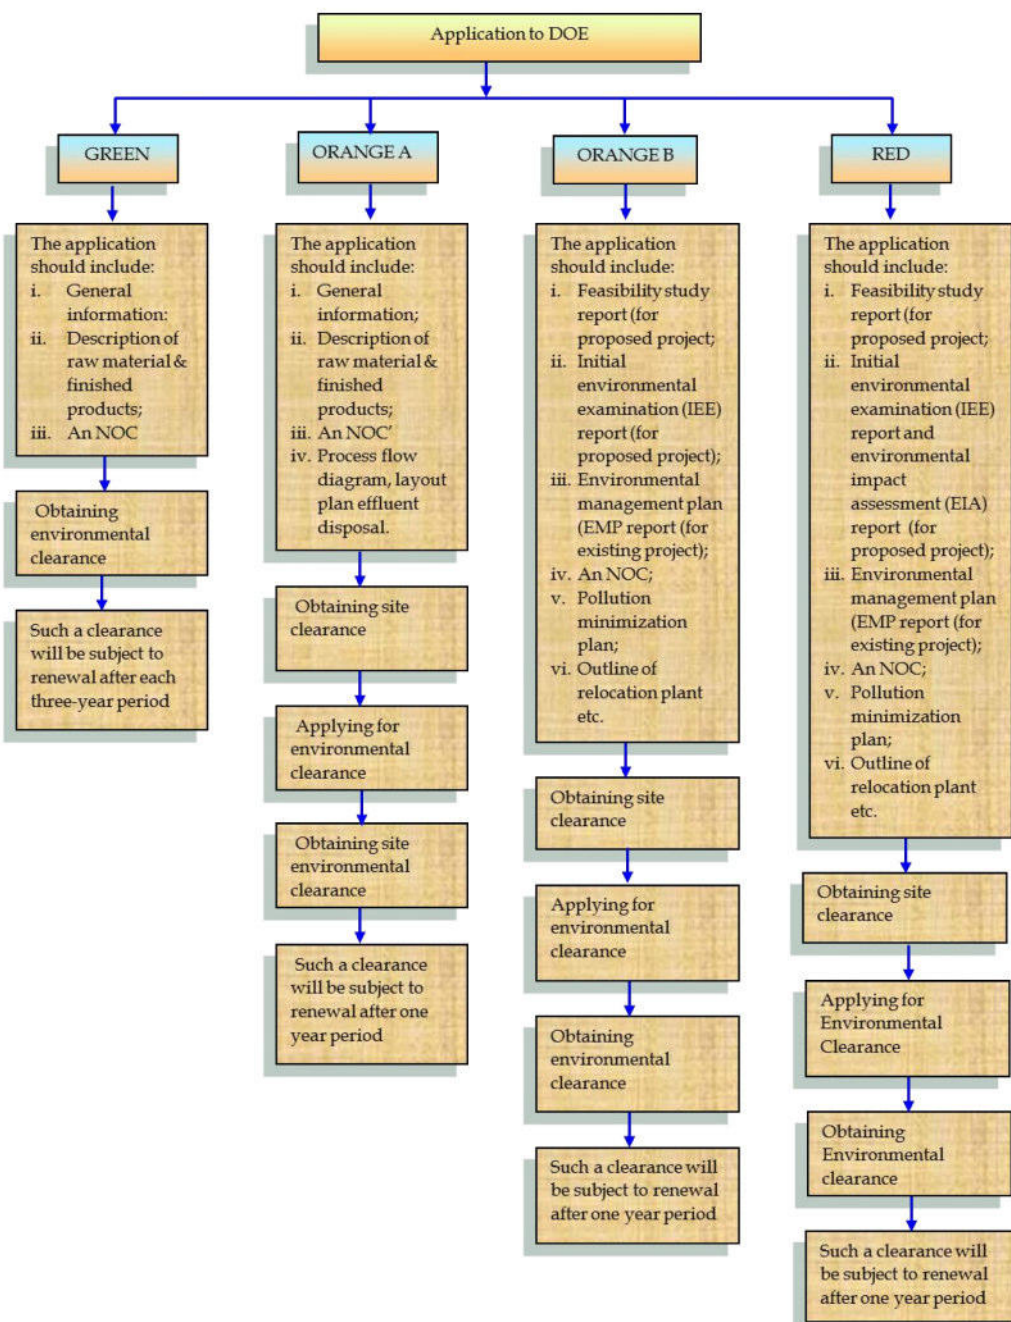 Application to DOE
GREEN
The application
should include:
i. General
information:
ii. Description of
raw material &
finished
products;
iii. An NOC
Obtaining
environmental
clearance
Such a clearance
will be subject to
renewal after each
three-year period
ORANGE A
The application
should include:
i. General
information;
ii. Description of
raw material &
finished
products;
iii. An NOC'
iv. Process flow
diagram, layout
plan effluent
disposal.
Obtaining site
clearance
Applying for
environmental
clearance
Obtaining site
environmental
clearance
Such a clearance
will be subject to
renewal after one
year period
ORANGE B
The application
should include:
i. Feasibility study
report (for
proposed project;
ii. Initial
environmental
examination (IEE)
report (for
proposed project);
iii. Environmental
management plan
(EMP report (for
existing project);
iv. An NOC;
v. Pollution
minimization
plan;
vi. Outline of
relocation plant
etc.
Obtaining site
clearance
Applying for
environmental
clearance
Obtaining
environmental
clearance
Such a clearance will
be subject to renewal
after one year period
RED
The application
should include:
i. Feasibility study
report (for
proposed project;
ii. Initial
environmental
examination (IEE)
report and
environmental
impact
assessment (EIA)
report (for
proposed project);
iii. Environmental
management plan
(EMP report (for
existing project);
iv. An NOC;
v. Pollution
minimization
plan;
vi. Outline of
relocation plant
etc.
Obtaining site
clearance
Applying for
Environmental
Clearance
Obtaining
Environmental
clearance
Such a clearance will
be subject to renewal
after one year period